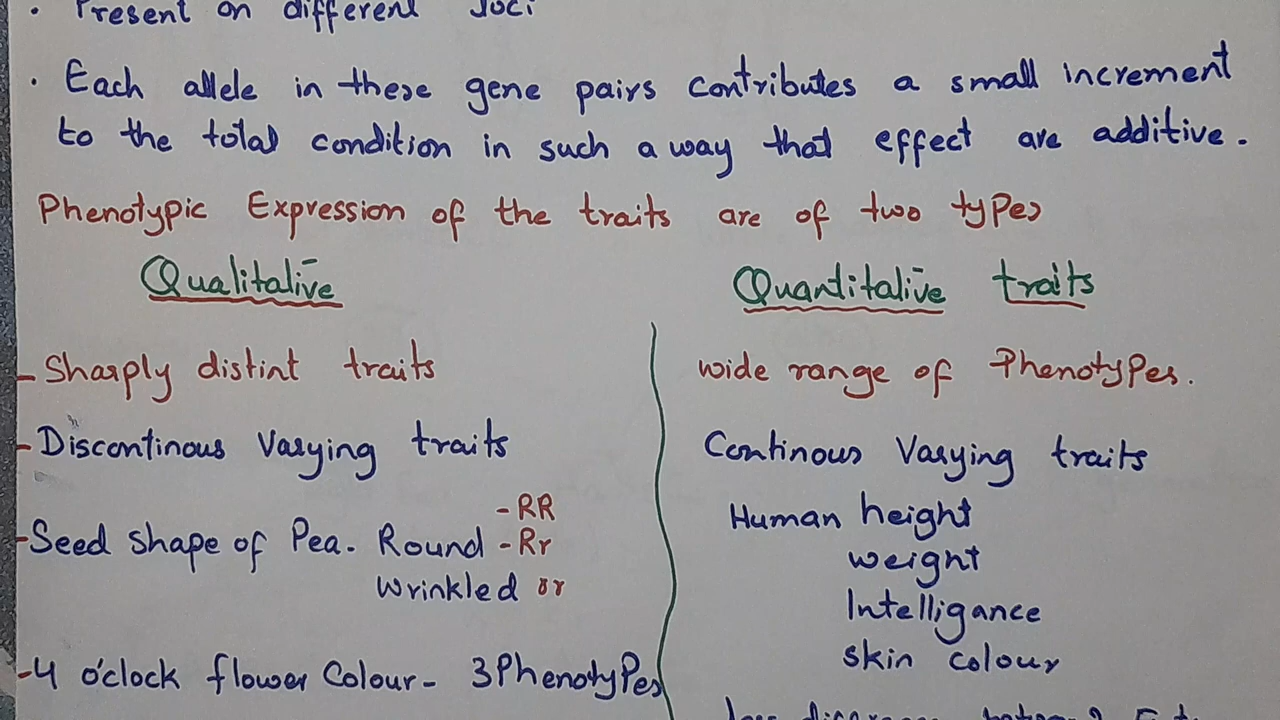 • Present on different loci
• Each allele in these gene pairs contributes a small increment
to the total condition in such a way that effect are additive.
Phenotypic Expression of the traits are of two types
Qualitative
- Sharply distint traits
- Discontinous Varying traits
- Seed shape of Pea. Round - RR
- Rr
Wrinkled rr
- 4 o'clock flower Colour - 3 Phenotypes
Quantitative traits
wide range of Phenotypes.
Continous Varying traits
Human height
weight
Intelligance
skin colour